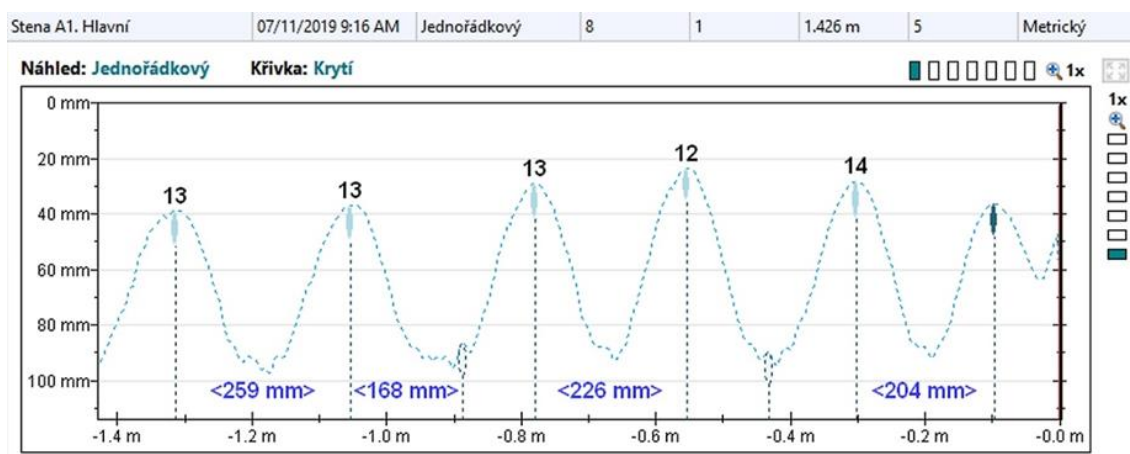 Stena A1. Hlavní 07/11/2019 9:16 AM Jednořádkový 8 1 1.426 m 5 Metrický
Náhled: Jednořádkový Křivka: Krytí 1x
1x
0 mm
20 mm
40 mm
60 mm
80 mm
100 mm
13 13 13 12 14
<259 mm> <168 mm> <226 mm> <204 mm>
-1.4 m -1.2 m -1.0 m -0.8 m -0.6 m -0.4 m -0.2 m -0.0 m